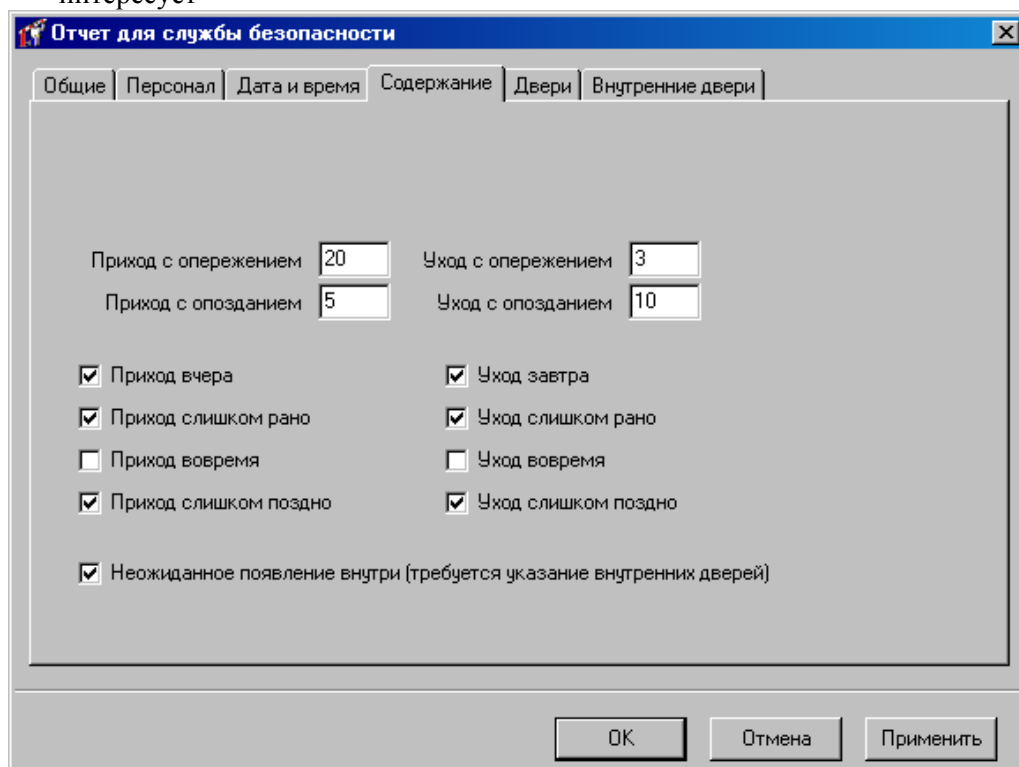 интересует
Отчет для службы безопасности
Общие Персонал Дата и время Содержание Двери Внутренние двери
Приход с опережением 20 Уход с опережением 3
Приход с опозданием 5 Уход с опозданием 10
Приход вчера Уход завтра
Приход слишком рано Уход слишком рано
Приход вовремя Уход вовремя
Приход слишком поздно Уход слишком поздно
Неожиданное появление внутри (требуется указание внутренних дверей)
OK Отмена Применить